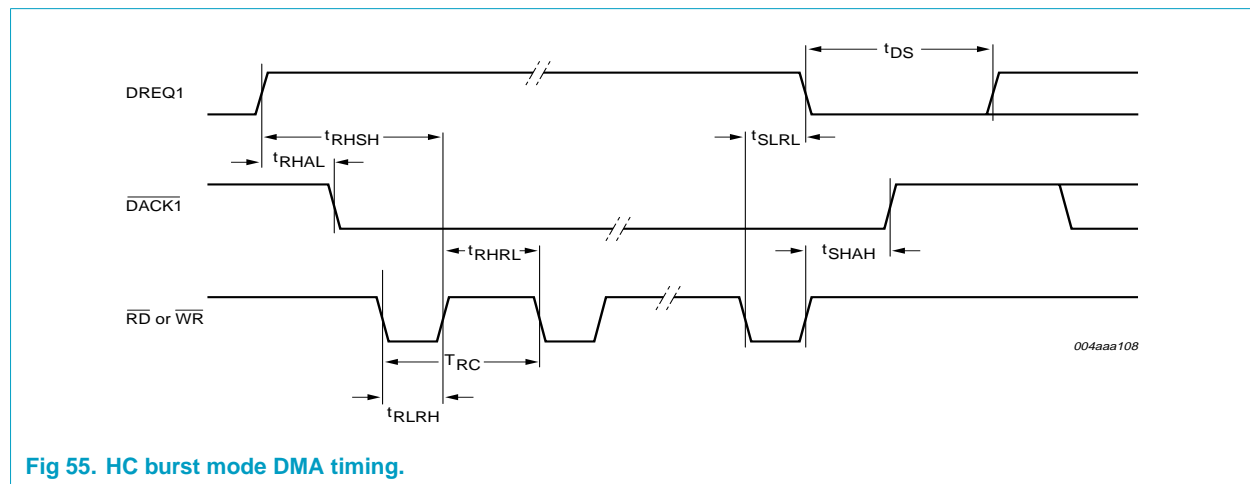 tDS
DREQ1
tRHSH
tSLRL
tRHAL
DACK1
tRHRL
tSHAH
RD or WR
004aaa108
TRC
tRLRH
Fig 55. HC burst mode DMA timing.